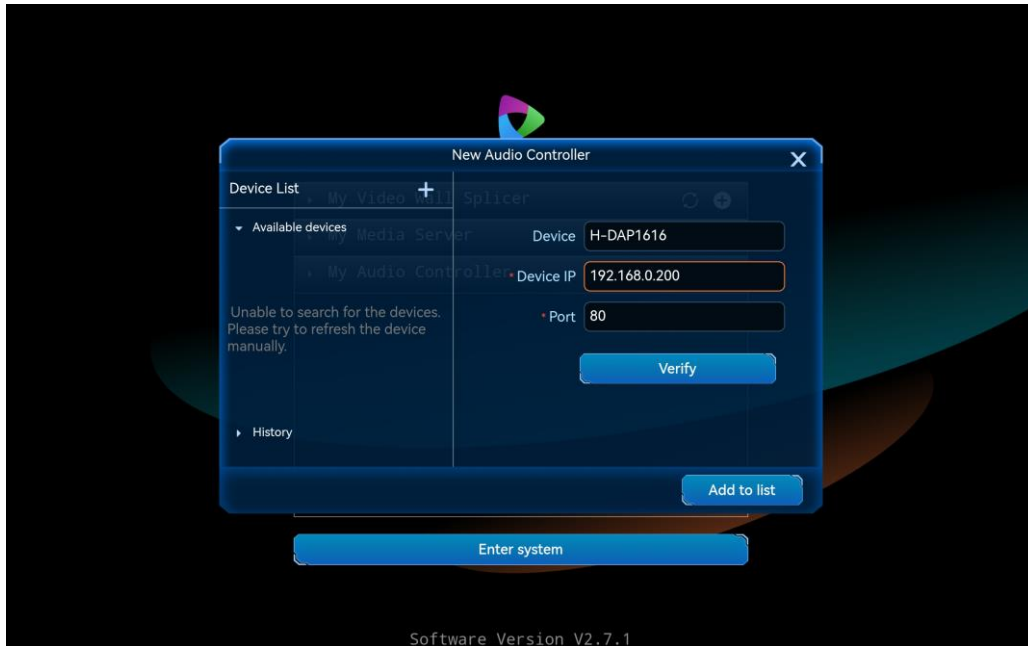 New Audio Controller
X
Device List +
My Video Wall Splicer
Available devices
My Media Server
Device H-DAP1616
My Audio Controller
* Device IP 192.168.0.200
Unable to search for the devices.
Please try to refresh the device
manually.
* Port 80
Verify
History
Add to list
Enter system
Software Version V2.7.1